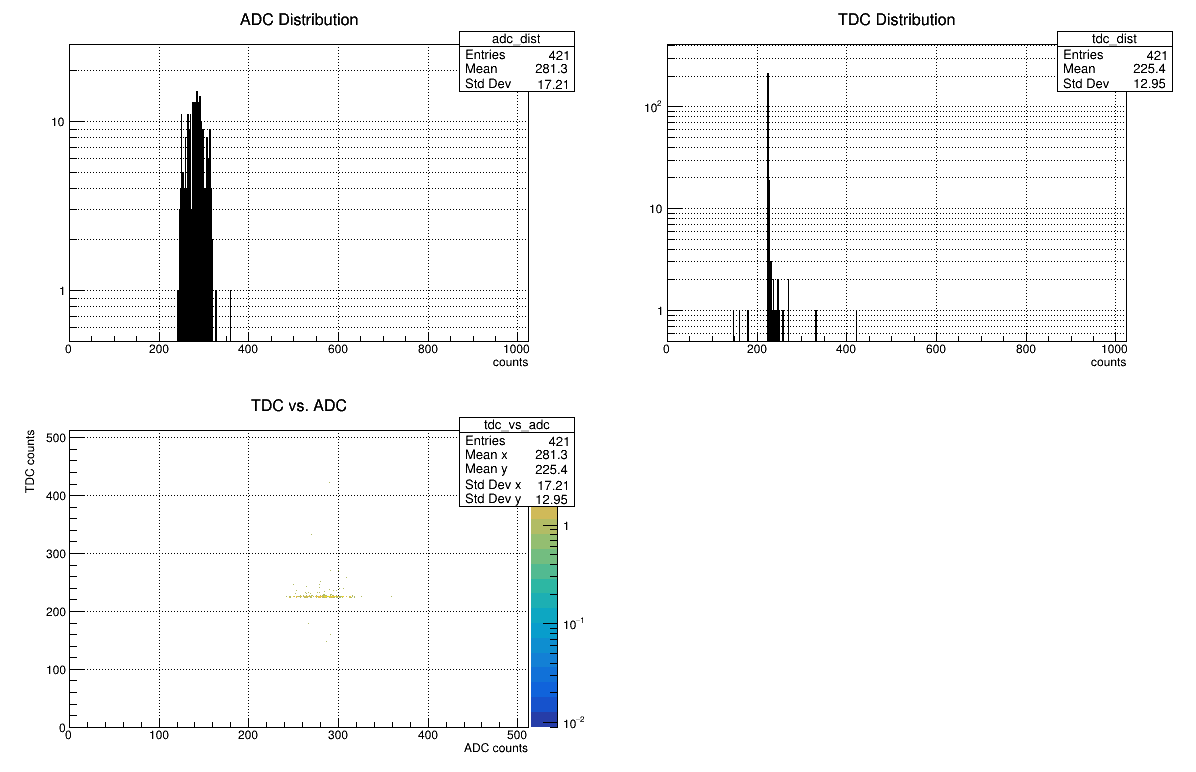 ADC Distribution
adc_dist
Entries 421
Mean 281.3
Std Dev 17.21
10
1
0 200 400 600 800 1000
counts
TDC Distribution
tdc_dist
Entries 421
Mean 225.4
Std Dev 12.95
10²
10
1
0 200 400 600 800 1000
counts
TDC vs. ADC
tdc_vs_adc
Entries 421
Mean x 281.3
Mean y 225.4
Std Dev x 17.21
Std Dev y 12.95
TDC counts
500
400
300
200
100
0
0 100 200 300 400 500
ADC counts
1
10⁻¹
10⁻²